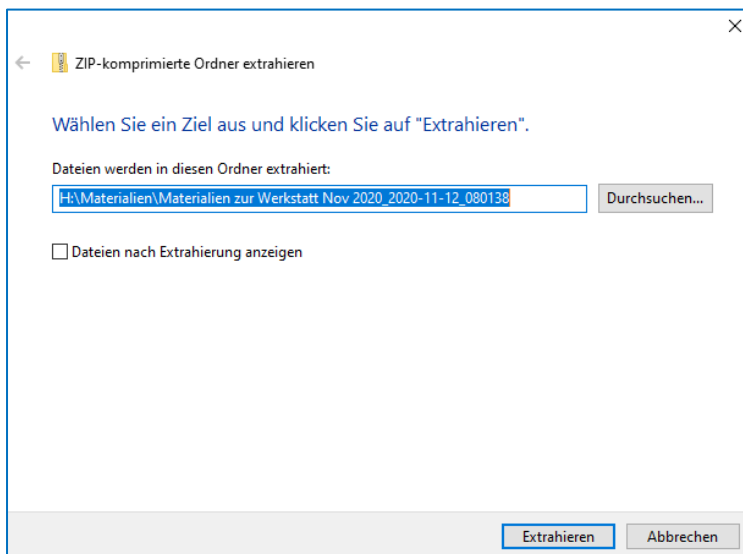 ZIP-komprimierte Ordner extrahieren
Wählen Sie ein Ziel aus und klicken Sie auf "Extrahieren".
Dateien werden in diesen Ordner extrahiert:
H:\Materialien\Materialien zur Werkstatt Nov 2020_2020-11-12_080138
Durchsuchen...
Dateien nach Extrahierung anzeigen
Extrahieren
Abbrechen